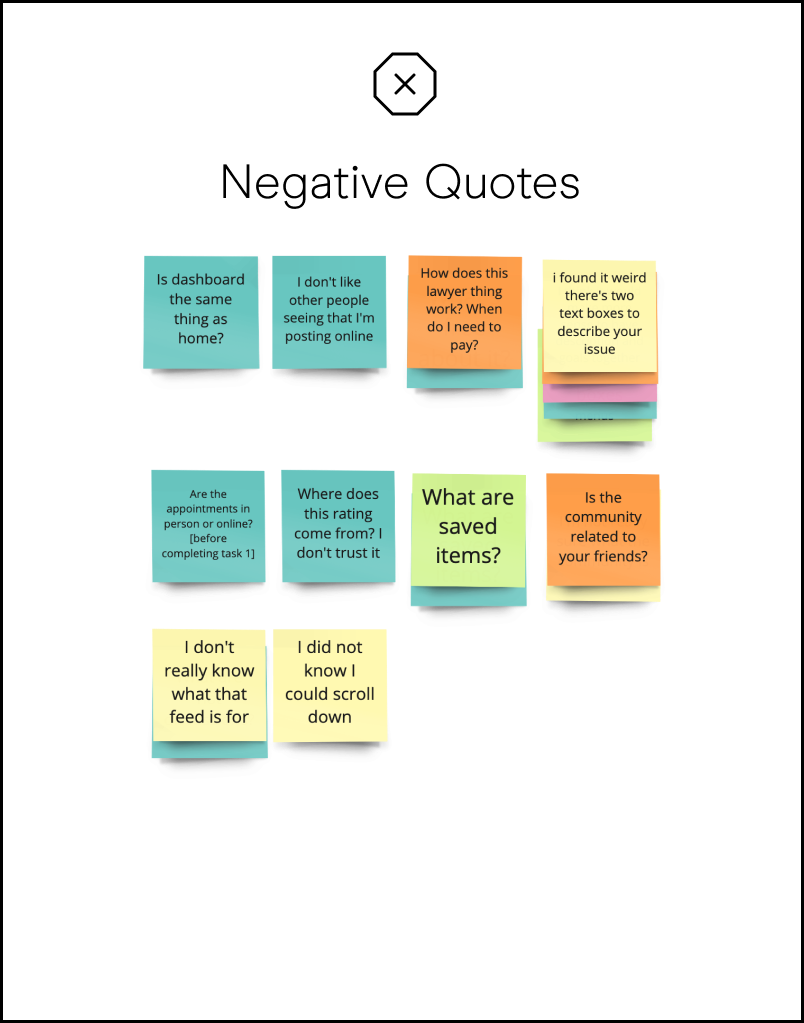 Negative Quotes
Is dashboard
the same
thing as
home?
I don't like
other people
seeing that I'm
posting online
How does this
lawyer thing
work? When
do I need to
pay?
i found it weird
there's two
text boxes to
describe your
issue
Are the
appointments in
person or online?
[before
completing task 1]
Where does
this rating
come from? I
don't trust it
What are
saved
items?
Is the
community
related to
your friends?
I don't
really know
what that
feed is for
I did not
know I
could scroll
down